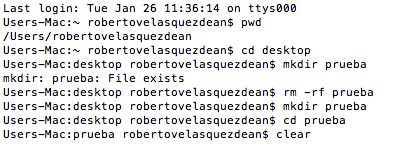 Last login: Tue Jan 26 11:36:14 on ttys000
Users-Mac:~ robertovelasquezdean$ pwd
/Users/robertovelasquezdean
Users-Mac:~ robertovelasquezdean$ cd desktop
Users-Mac:desktop robertovelasquezdean$ mkdir prueba
mkdir: prueba: File exists
Users-Mac:desktop robertovelasquezdean$ rm -rf prueba
Users-Mac:desktop robertovelasquezdean$ mkdir prueba
Users-Mac:desktop robertovelasquezdean$ cd prueba
Users-Mac:prueba robertovelasquezdean$ clear